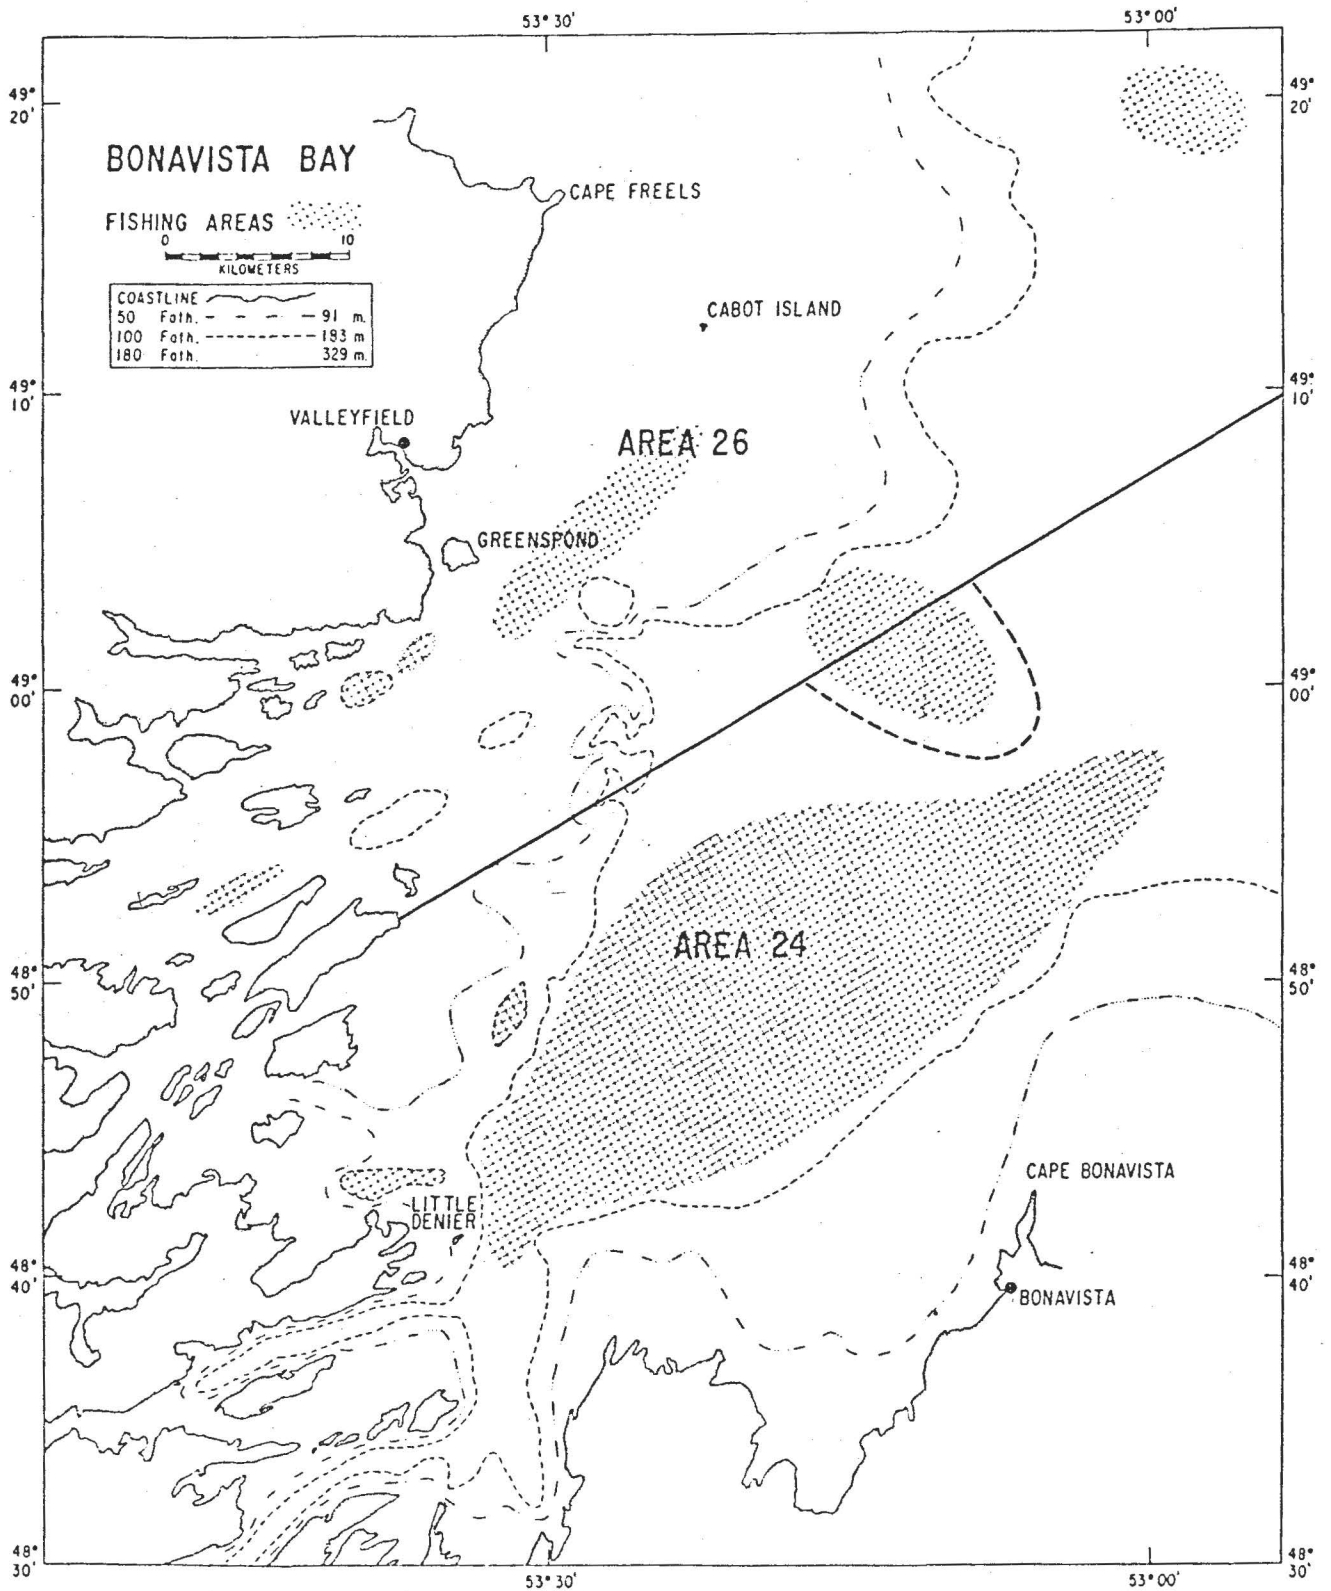 53° 30'
53° 00'
49°
20'
49°
20'
BONAVISTA BAY
CAPE FREELS
FISHING AREAS
0 10
KILOMETERS
COASTLINE
50 Fath. 91 m.
100 Fath. 183 m
180 Fath. 329 m.
CABOT ISLAND
49°
10'
49°
10'
VALLEYFIELD
AREA 26
GREENSPOND
49°
00'
49°
00'
AREA 24
48°
50'
48°
50'
CAPE BONAVISTA
LITTLE
DENIER
48°
40'
48°
40'
BONAVISTA
48°
30'
48°
30'
53° 30'
53° 00'